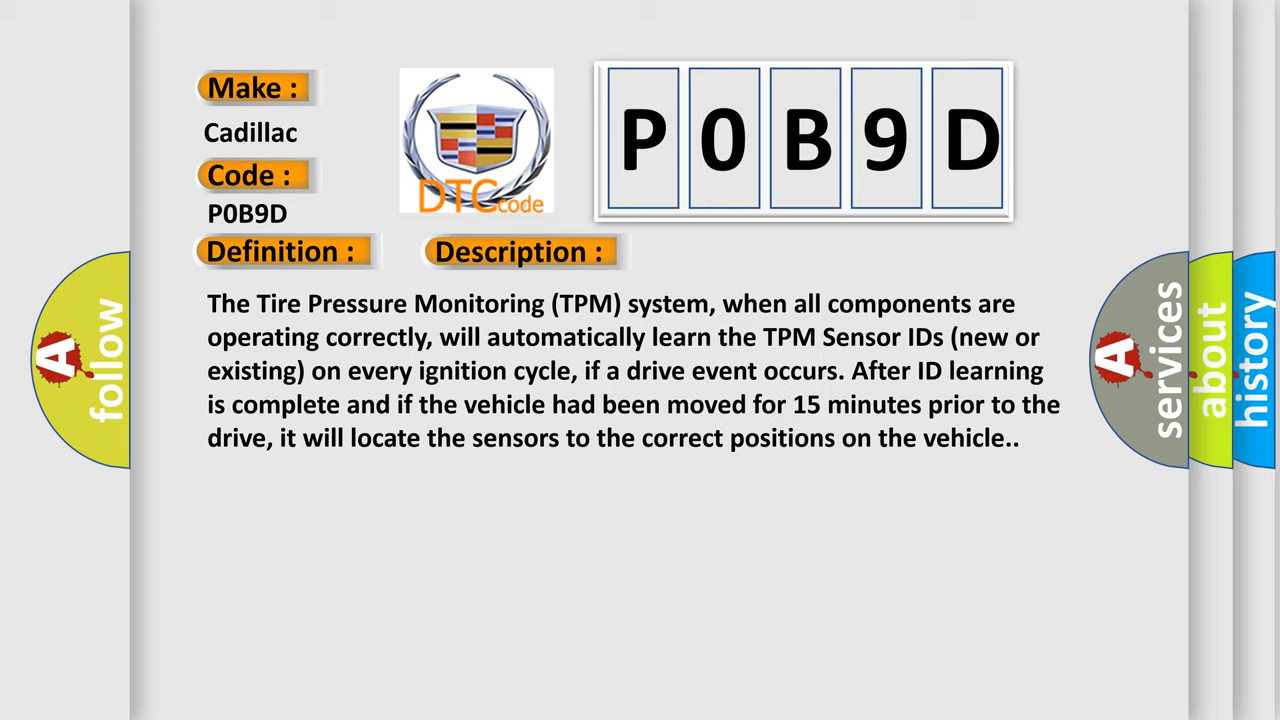 Make :
Cadillac
Code :
P0B9D
Definition :
Description :
DTCcode
P0B9D
The Tire Pressure Monitoring (TPM) system, when all components are
operating correctly, will automatically learn the TPM Sensor IDs (new or
existing) on every ignition cycle, if a drive event occurs. After ID learning
is complete and if the vehicle had been moved for 15 minutes prior to the
drive, it will locate the sensors to the correct positions on the vehicle..
A
follow
A
services
about
history